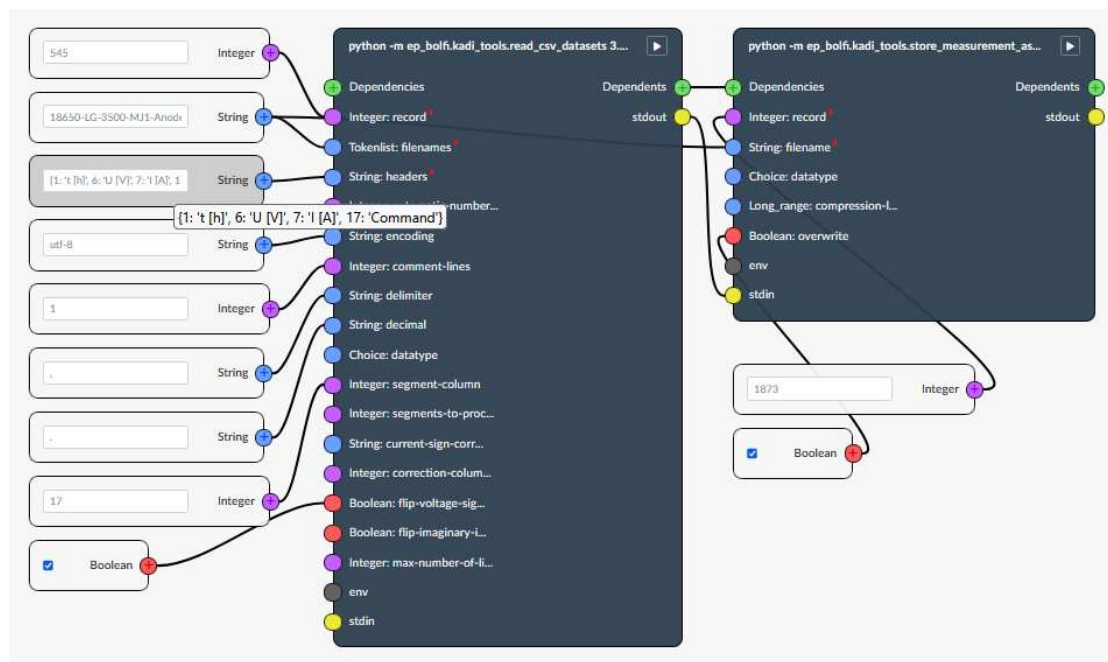 545
Integer
18650-LG-3500-MJ1-Anode
String
{1: 't [h]', 6: 'U [V]', 7: 'I [A]', 1
String
{1: 't [h]', 6: 'U [V]', 7: 'I [A]', 17: 'Command'}
utf-8
String
1
Integer
String
String
17
Integer
Boolean
python -m ep_bolfi.kadi_tools.read_csv_datasets 3....
Dependencies
Dependents
Integer: record*
stdout
Tokenlist: filenames*
String: headers*
-number...
String: encoding
Integer: comment-lines
String: delimiter
String: decimal
Choice: datatype
Integer: segment-column
Integer: segments-to-proc...
String: current-sign-corr...
Integer: correction-colum...
Boolean: flip-voltage-sig...
Boolean: flip-imaginary-i...
Integer: max-number-of-li...
env
stdin
python -m ep_bolfi.kadi_tools.store_measurement_as...
Dependencies
Dependents
Integer: record*
stdout
String: filename*
Choice: datatype
Long_range: compression-l...
Boolean: overwrite
env
stdin
1873
Integer
Boolean